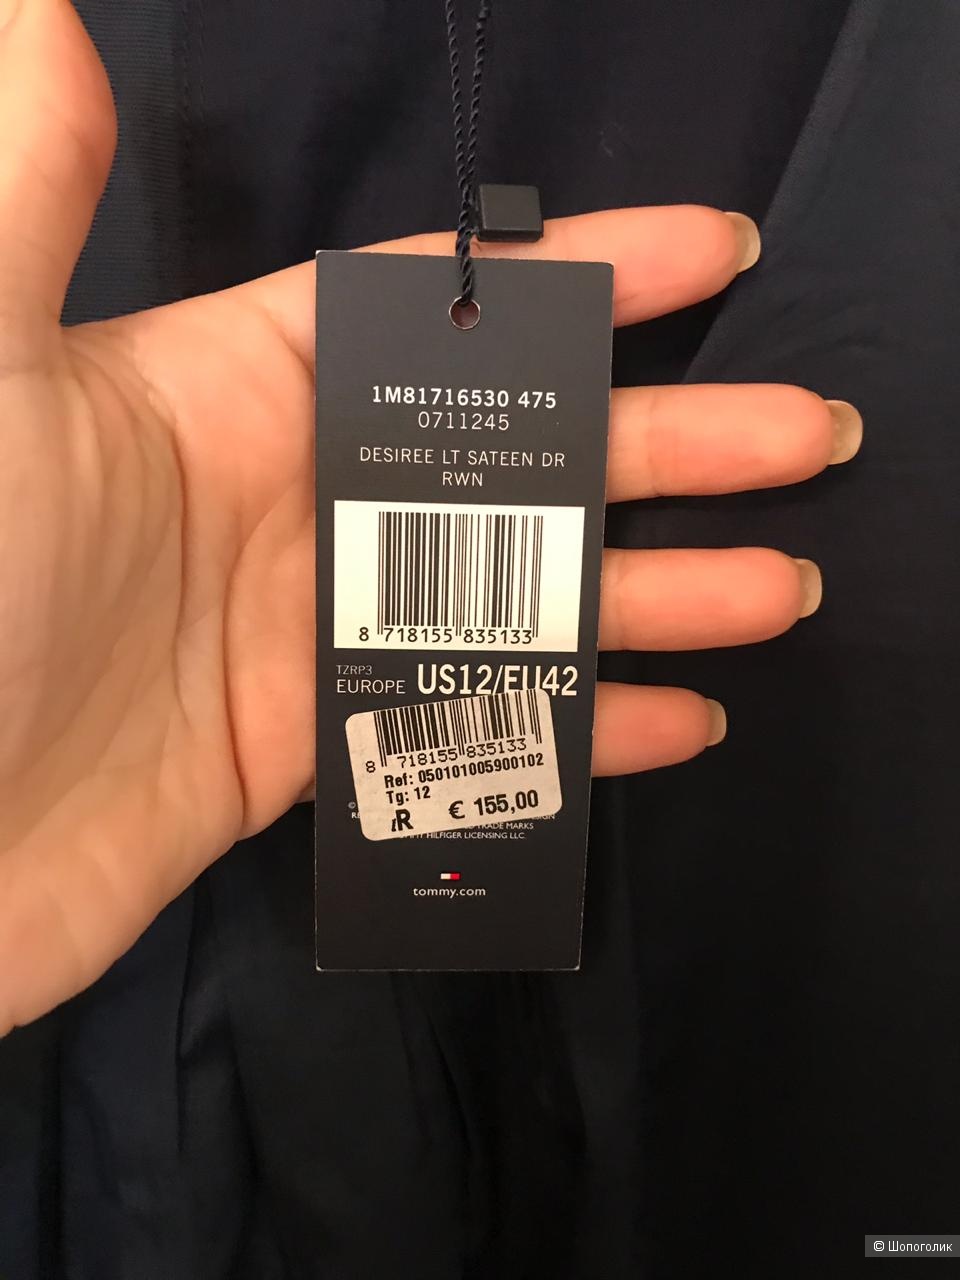 1M81716530 475
0711245
DESIREE LT SATEEN DR
RWN
8 718155 835133
TZRP3
EUROPE US12/EU42
8 718155 835133
Ref: 050101005900102
Tg: 12
€ 155,00
TRADE MARKS
HILFIGER LICENSING LLC.
tommy.com
© Шопоголик